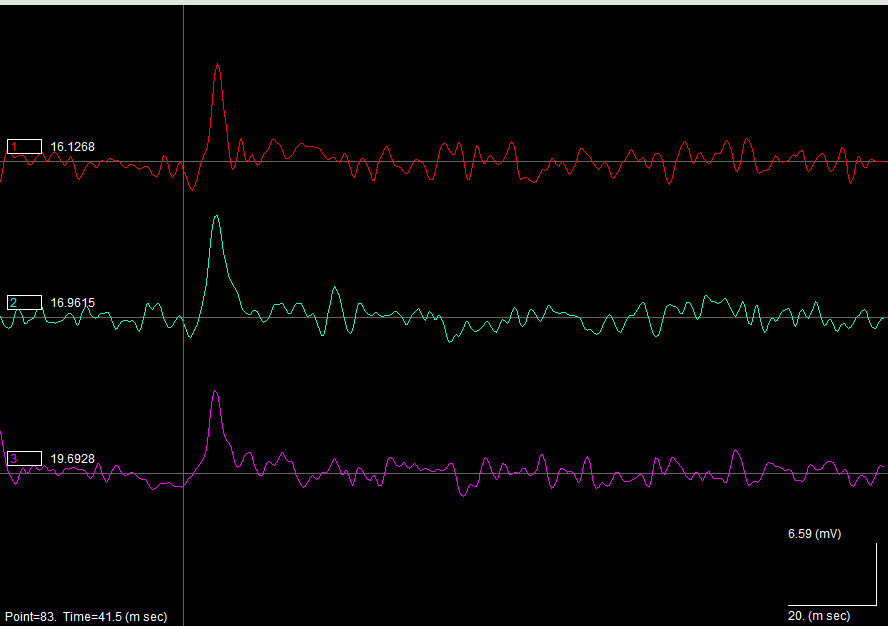 1 16.1268
2 16.9615
3 19.6928
6.59 (mV)
20. (m sec)
Point=83. Time=41.5 (m sec)